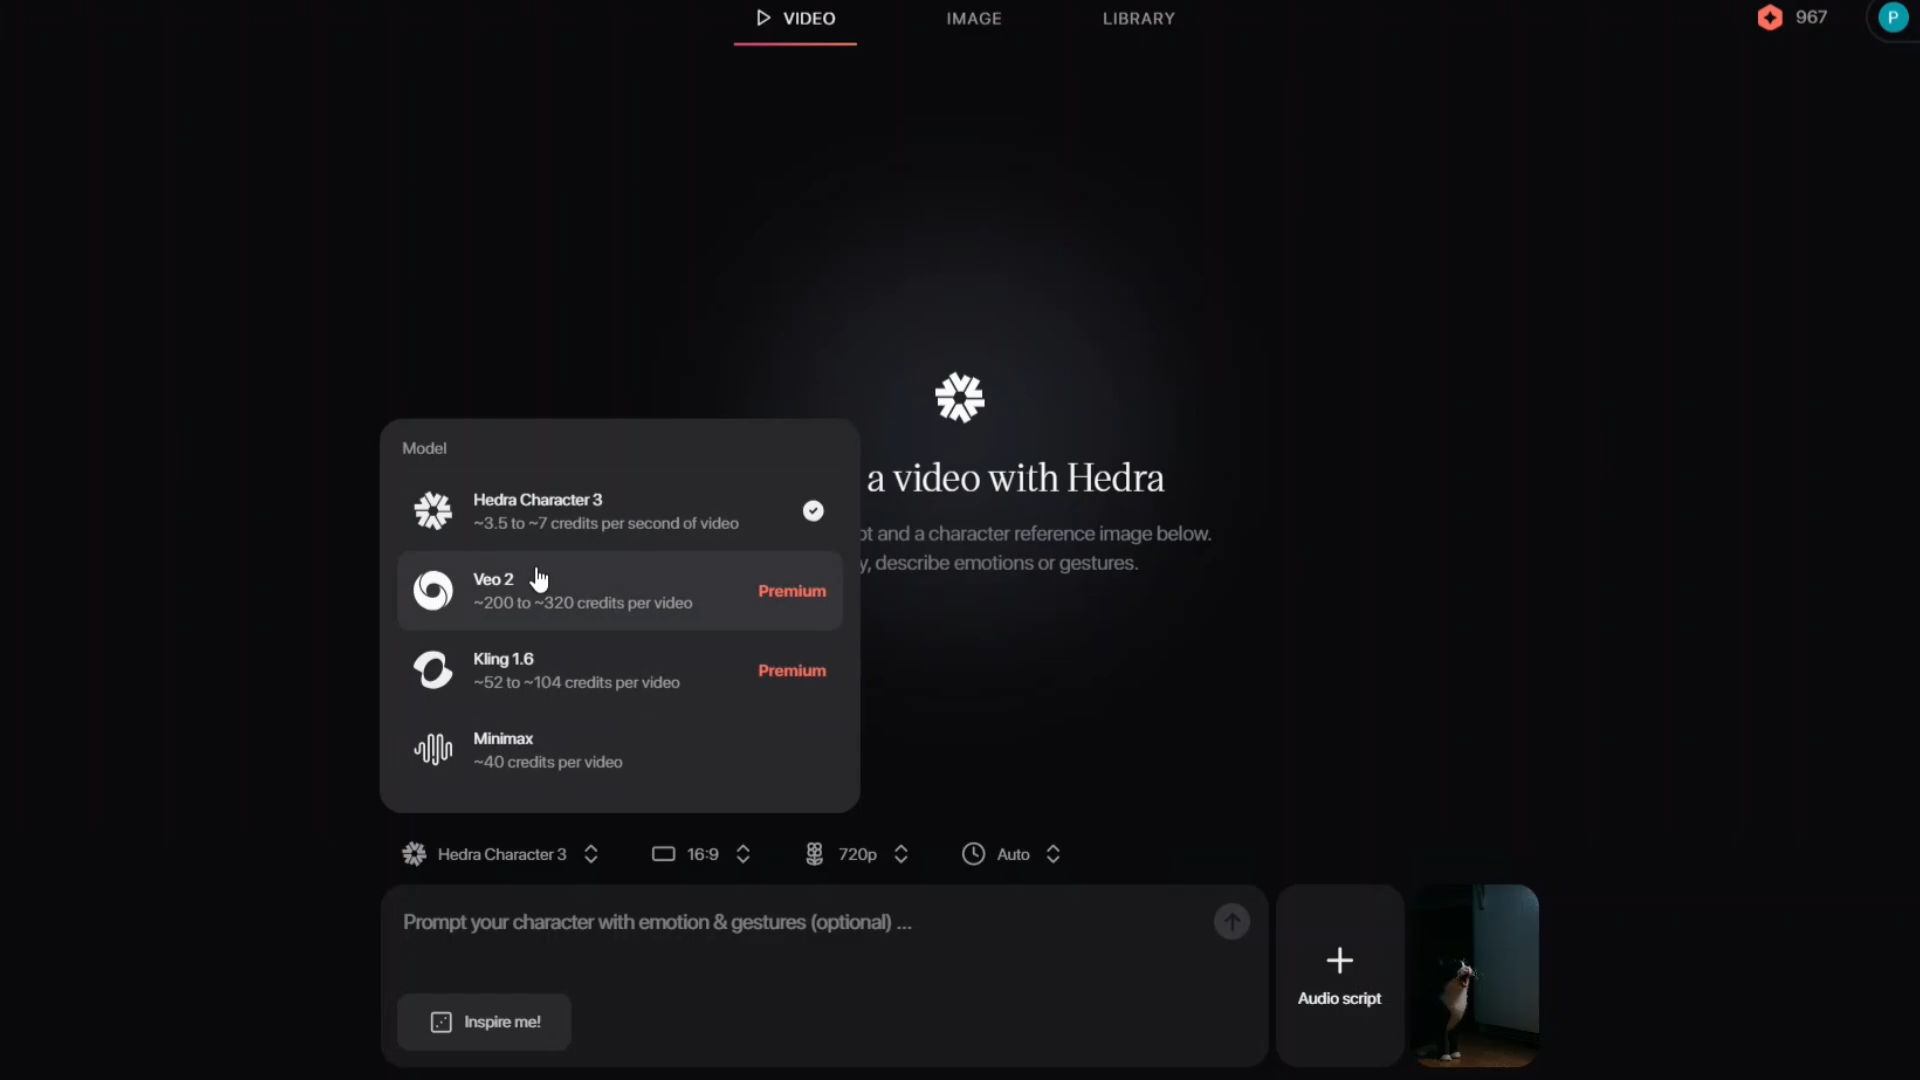 VIDEO
IMAGE
LIBRARY
967
P
a video with Hedra
and a character reference image below.
describe emotions or gestures.
Model
Hedra Character 3
~3.5 to ~7 credits per second of video
Veo 2
~200 to ~320 credits per video
Premium
Kling 1.6
~52 to ~104 credits per video
Premium
Minimax
~40 credits per video
Hedra Character 3
16:9
720p
Auto
Prompt your character with emotion & gestures (optional) ...
Inspire me!
Audio script